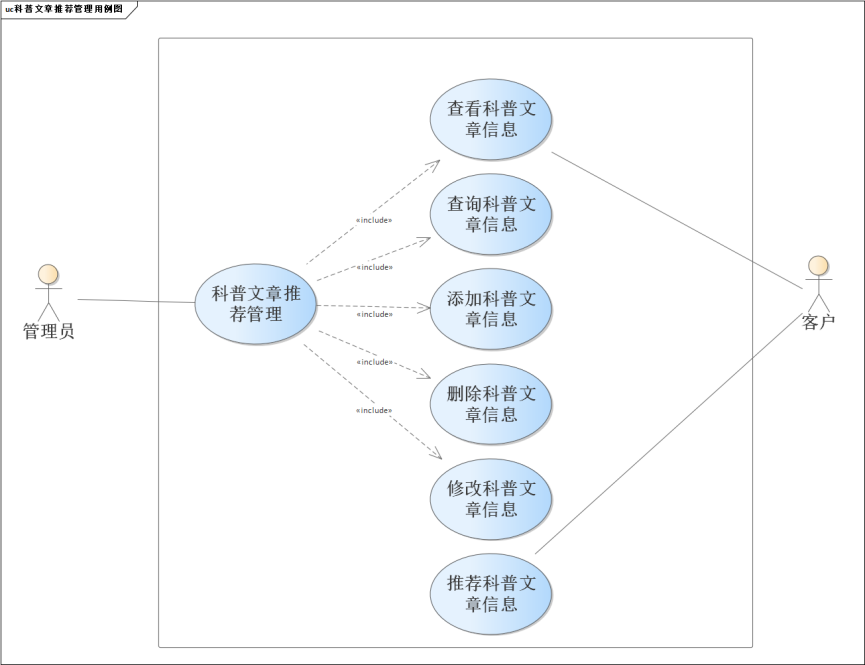 uc科普文章推荐管理用例图
查看科普文
章信息
«include»
查询科普文
章信息
«include»
科普文章推
荐管理
添加科普文
章信息
«include»
管理员
客户
«include»
删除科普文
章信息
«include»
修改科普文
章信息
推荐科普文
章信息